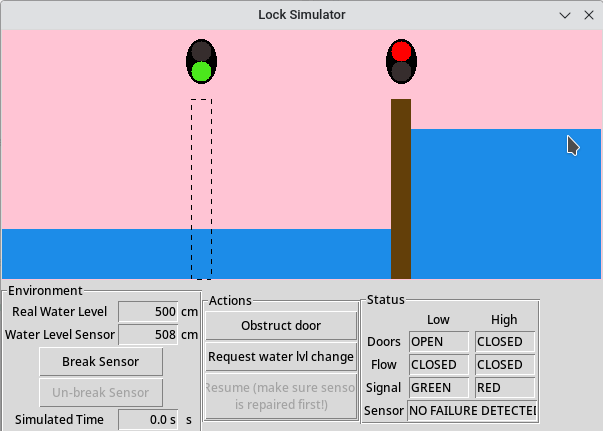 Lock Simulator
Environment
Real Water Level 500 cm
Water Level Sensor 508 cm
Break Sensor
Un-break Sensor
Simulated Time 0.0 s s
Actions
Obstruct door
Request water lvl change
Resume (make sure senso
is repaired first!)
Status
Low High
Doors OPEN CLOSED
Flow CLOSED CLOSED
Signal GREEN RED
Sensor NO FAILURE DETECTED